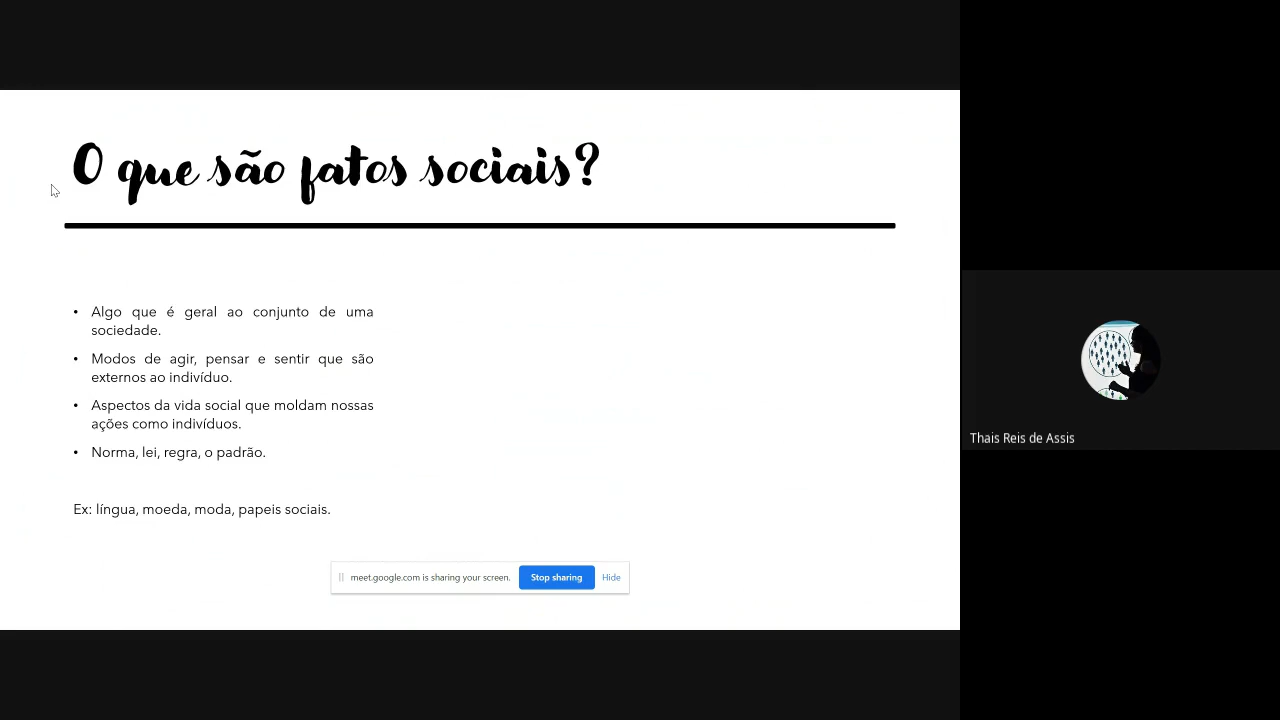 O que são fatos sociais?
• Algo que é geral ao conjunto de uma
sociedade.
• Modos de agir, pensar e sentir que são
externos ao indivíduo.
• Aspectos da vida social que moldam nossas
ações como indivíduos.
• Norma, lei, regra, o padrão.
Ex: língua, moeda, moda, papeis sociais.
meet.google.com is sharing your screen. Stop sharing Hide
Thais Reis de Assis